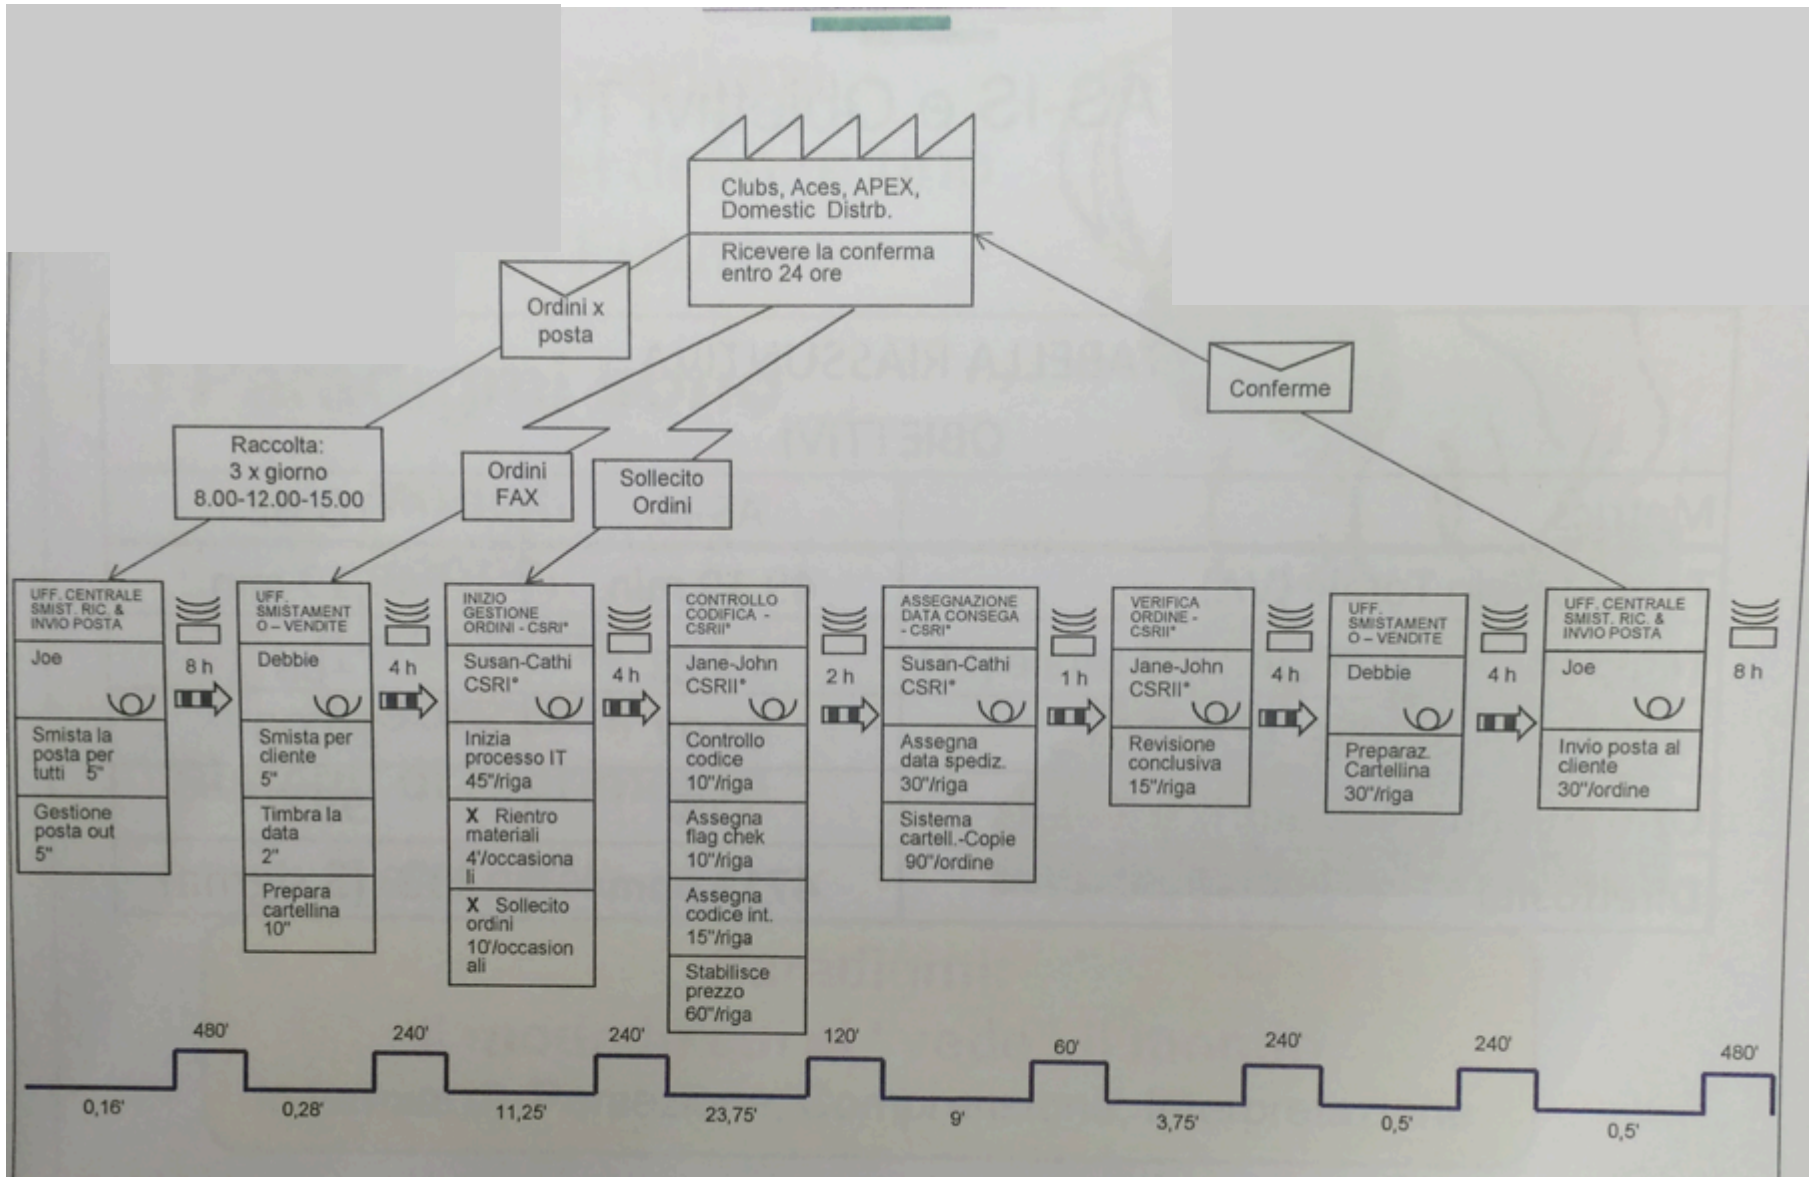 Clubs, Aces, APEX,
Domestic Distrb.
Ricevere la conferma
entro 24 ore
Ordini x
posta
Conferme
Raccolta:
3 x giorno
8.00-12.00-15.00
Ordini
FAX
Sollecito
Ordini
UFF. CENTRALE
SMIST. RIC. &
INVIO POSTA
Joe
Smista la
posta per
tutti 5"
Gestione
posta out
5"
8 h
UFF.
SMISTAMENT
O – VENDITE
Debbie
Smista per
cliente
5"
Timbra la
data
2"
Prepara
cartellina
10"
4 h
INIZIO
GESTIONE
ORDINI - CSRI*
Susan-Cathi
CSRI*
Inizia
processo IT
45"/riga
X Rientro
materiali
4'/occasiona
li
X Sollecito
ordini
10'/occasion
ali
4 h
CONTROLLO
CODIFICA -
CSRII*
Jane-John
CSRII*
Controllo
codice
10"/riga
Assegna
flag chek
10"/riga
Assegna
codice int.
15"/riga
Stabilisce
prezzo
60"/riga
2 h
ASSEGNAZIONE
DATA CONSEGA
- CSRI*
Susan-Cathi
CSRI*
Assegna
data spediz.
30"/riga
Sistema
cartell.-Copie
90"/ordine
1 h
VERIFICA
ORDINE -
CSRII*
Jane-John
CSRII*
Revisione
conclusiva
15"/riga
4 h
UFF.
SMISTAMENT
O – VENDITE
Debbie
Preparaz.
Cartellina
30"/riga
4 h
UFF. CENTRALE
SMIST. RIC. &
INVIO POSTA
Joe
Invio posta al
cliente
30"/ordine
8 h
480' 240' 240' 120' 60' 240' 240' 480'
0,16' 0,28' 11,25' 23,75' 9' 3,75' 0,5' 0,5'